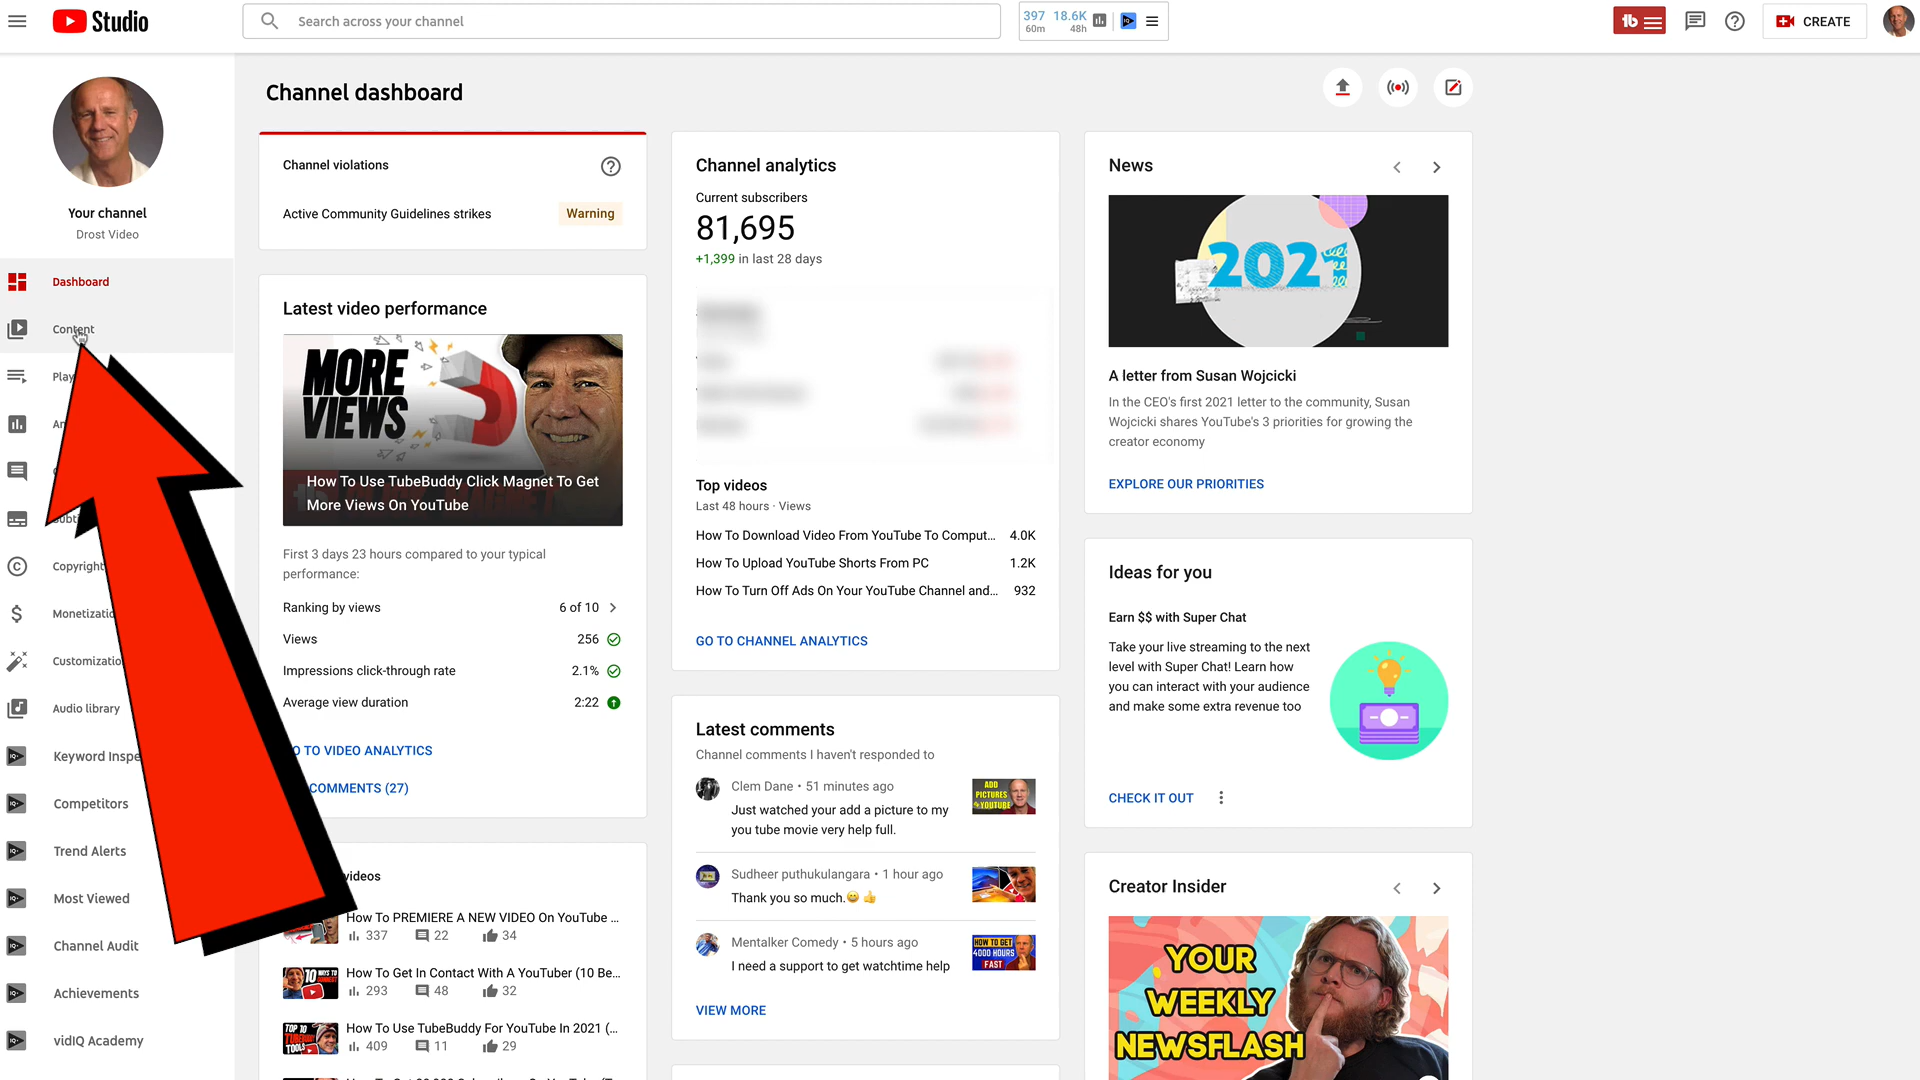 Studio
Search across your channel
397 18.6K
60m 48h
CREATE
Your channel
Drost Video
Dashboard
Content
Copyright
Audio library
Competitors
Trend Alerts
Most Viewed
Channel Audit
Achievements
vidIQ Academy
Channel dashboard
Channel violations
Active Community Guidelines strikes Warning
Latest video performance
MORE
VIEWS
How To Use TubeBuddy Click Magnet To Get
More Views On YouTube
First 3 days 23 hours compared to your typical
performance:
Ranking by views 6 of 10
Views 256
Impressions click-through rate 2.1%
Average view duration 2:22
O TO VIDEO ANALYTICS
COMMENTS (27)
videos
How To PREMIERE A NEW VIDEO On YouTube ...
337 22 34
How To Get In Contact With A YouTuber (10 Be...
293 48 32
TOP 10
How To Use TubeBuddy For YouTube In 2021 (...
409 11 29
Channel analytics
Current subscribers
81,695
+1,399 in last 28 days
Top videos
Last 48 hours · Views
How To Download Video From YouTube To Comput... 4.0K
How To Upload YouTube Shorts From PC 1.2K
How To Turn Off Ads On Your YouTube Channel and... 932
GO TO CHANNEL ANALYTICS
Latest comments
Channel comments I haven't responded to
Clem Dane • 51 minutes ago
Just watched your add a picture to my
you tube movie very help full.
ADD
PICTURES
YOUTUBE
Sudheer puthukulangara • 1 hour ago
Thank you so much.😊 👍
Mentalker Comedy • 5 hours ago
I need a support to get watchtime help
HOW TO GET
4000 HOURS
FAST
VIEW MORE
News
2021
A letter from Susan Wojcicki
In the CEO's first 2021 letter to the community, Susan
Wojcicki shares YouTube's 3 priorities for growing the
creator economy
EXPLORE OUR PRIORITIES
Ideas for you
Earn $$ with Super Chat
Take your live streaming to the next
level with Super Chat! Learn how
you can interact with your audience
and make some extra revenue too
CHECK IT OUT
Creator Insider
YOUR
WEEKLY
NEWSFLASH